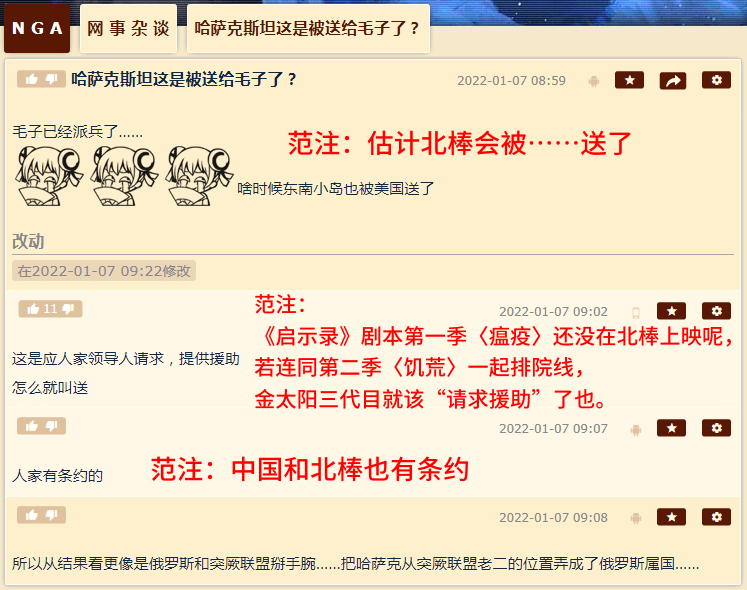 NGA 网事杂谈 哈萨克斯坦这是被送给毛子了？
哈萨克斯坦这是被送给毛子了？ 2022-01-07 08:59
毛子已经派兵了……
范注：估计北棒会被……送了
啥时候东南小岛也被美国送了
改动
在2022-01-07 09:22修改
11 2022-01-07 09:02
范注：
《启示录》剧本第一季〈瘟疫〉还没在北棒上映呢，
若连同第二季〈饥荒〉一起排院线，
金太阳三代目就该“请求援助”了也。
这是应人家领导人请求，提供援助
怎么就叫送
2022-01-07 09:07
人家有条约的
范注：中国和北棒也有条约
2022-01-07 09:08
所以从结果看更像是俄罗斯和突厥联盟掰手腕……把哈萨克从突厥联盟老二的位置弄成了俄罗斯属国……